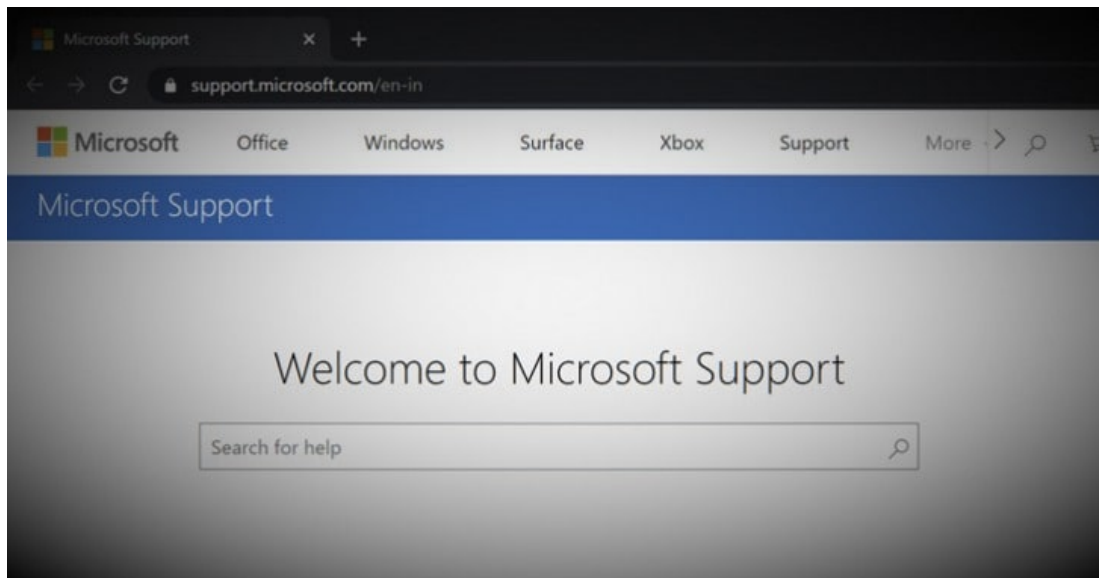 Microsoft Support
support.microsoft.com/en-in
Microsoft Office Windows Surface Xbox Support More
Microsoft Support
Welcome to Microsoft Support
Search for help